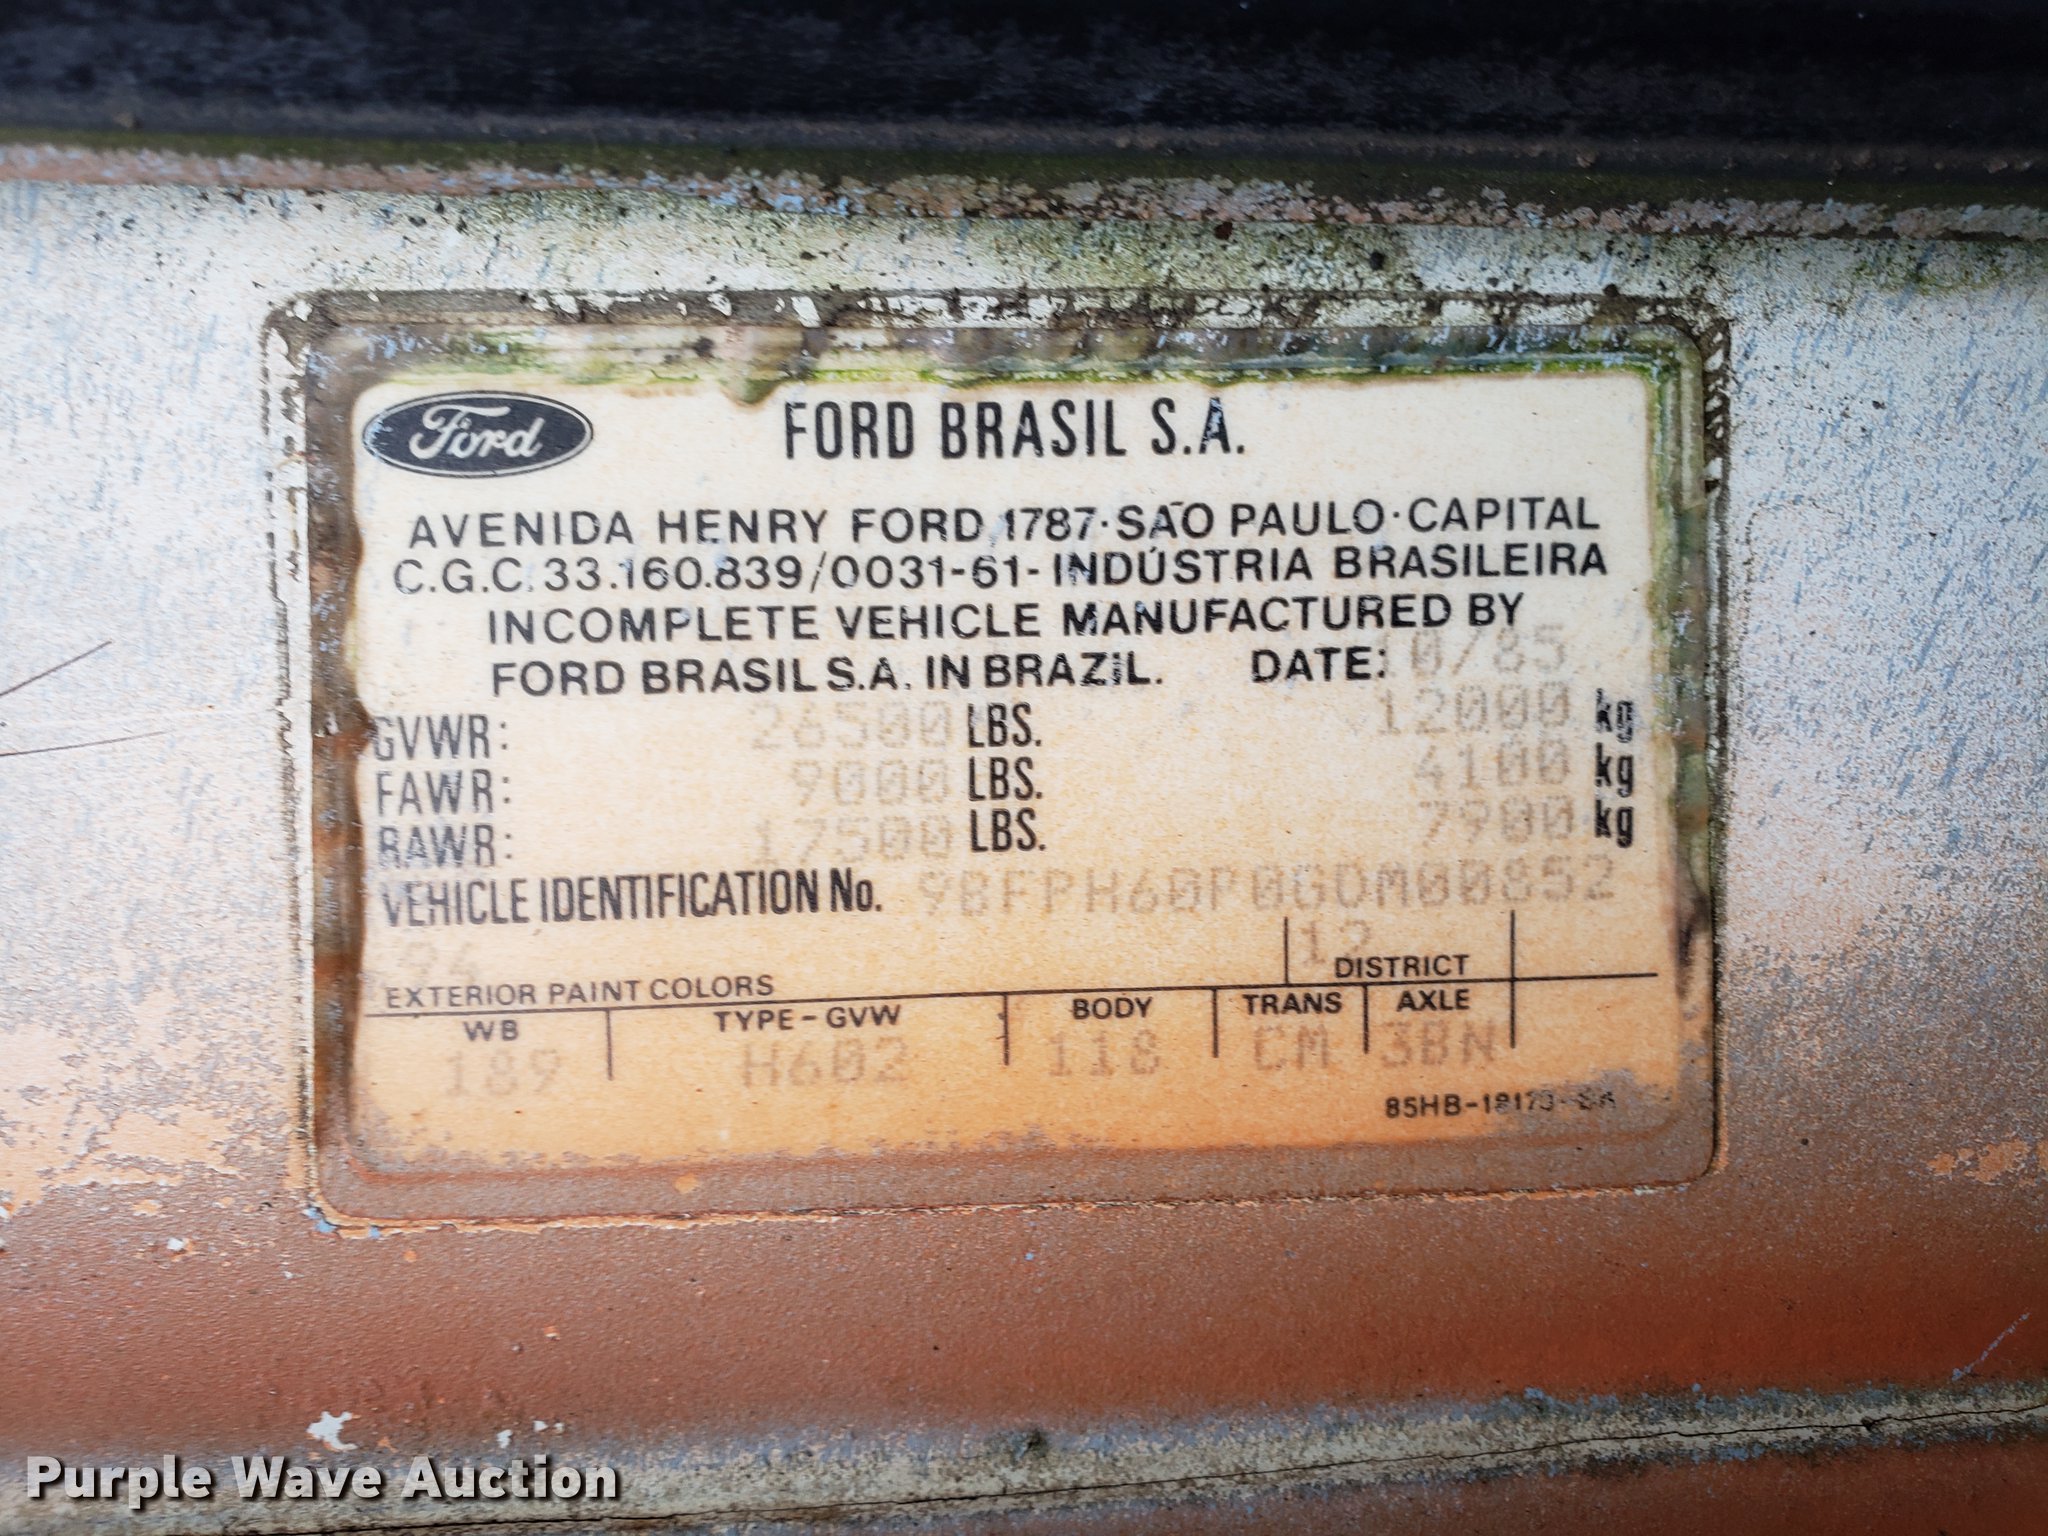 Ford FORD BRASIL S.A.
AVENIDA HENRY FORD, 1787·SÃO PAULO·CAPITAL
C.G.C. 33.160.839/0031-61-INDÚSTRIA BRASILEIRA
INCOMPLETE VEHICLE MANUFACTURED BY
FORD BRASIL S.A. IN BRAZIL. DATE: 10/85
GVWR: 26500 LBS. 12000 kg
FAWR: 9000 LBS. 4100 kg
RAWR: 17500 LBS. 7900 kg
VEHICLE IDENTIFICATION No. 9BFPH60P0GDM00852
94 12
EXTERIOR PAINT COLORS DISTRICT
WB TYPE-GVW BODY TRANS AXLE
189 H602 118 CM 3BN
Purple Wave Auction